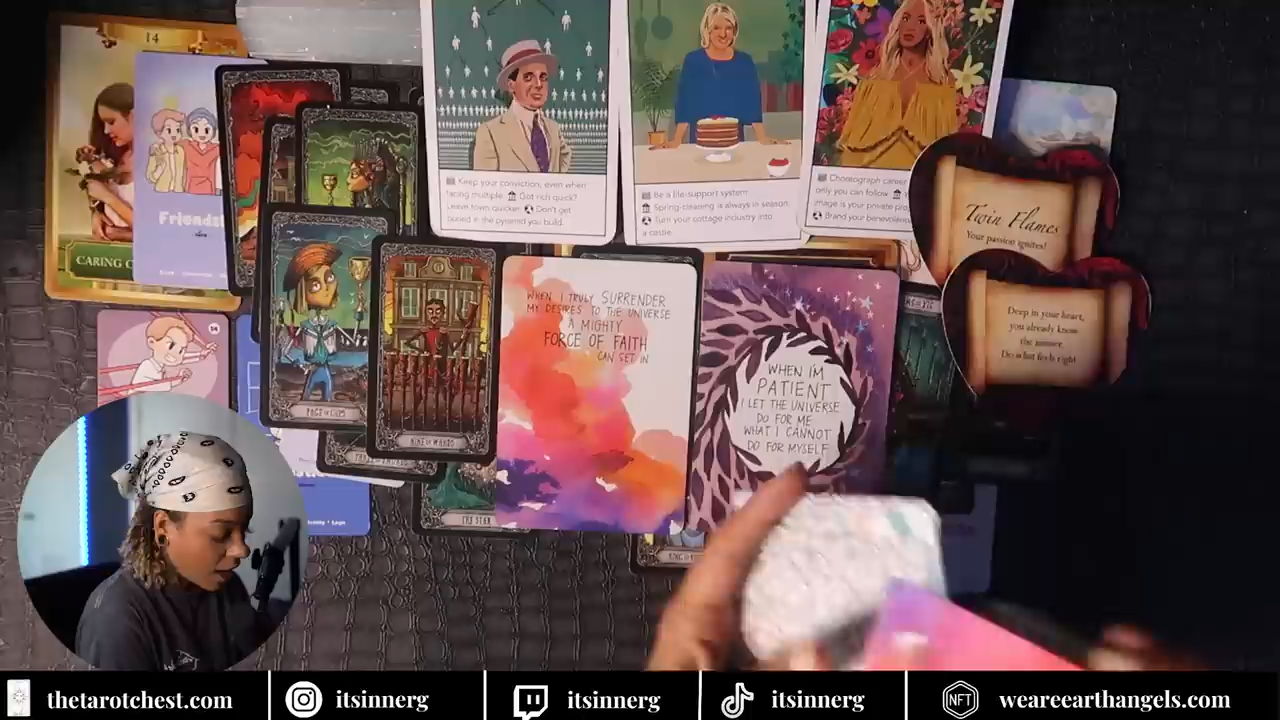 14
CARING
Friends
Keep your conviction, even when
facing multiple. Got rich quick?
Leave town quicker. Don't get
buried in the pyramid you build.
Be a life-support system.
Spring-cleaning is always in season.
Turn your cottage industry into
a castle.
Choreograph career
only you can follow.
image is your private
Brand your benevolence
Twin Flames
Your passion ignites!
Deep in your heart,
you already know
the answer.
Do what feels right.
WHEN I TRULY SURRENDER
MY DESIRES TO THE UNIVERSE
A MIGHTY
FORCE OF FAITH
CAN SET IN
WHEN I'M
PATIENT
I LET THE UNIVERSE
DO FOR ME
WHAT I CANNOT
DO FOR MYSELF
PAGE OF CUPS
NINE OF WANDS
THE STAR
thetarotchest.com
itsinnerg
itsinnerg
itsinnerg
NFT
weareearthangels.com